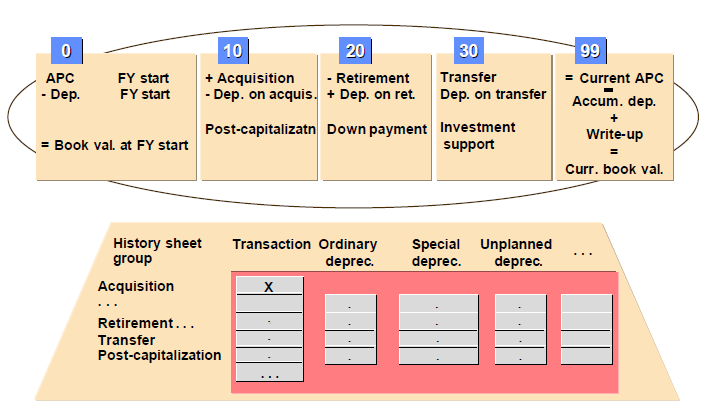 0
10
20
30
99
APC FY start
- Dep. FY start
= Book val. at FY start
+ Acquisition
- Dep. on acquis.
Post-capitalizatn
- Retirement
+ Dep. on ret.
Down payment
Transfer
Dep. on transfer
Investment
support
= Current APC
-
Accum. dep.
+
Write-up
=
Curr. book val.
History sheet
group
Transaction
Ordinary
deprec.
Special
deprec.
Unplanned
deprec.
. . .
Acquisition X
. . .
Retirement . . . - - - -
Transfer - - - -
Post-capitalization - - - -
. . .